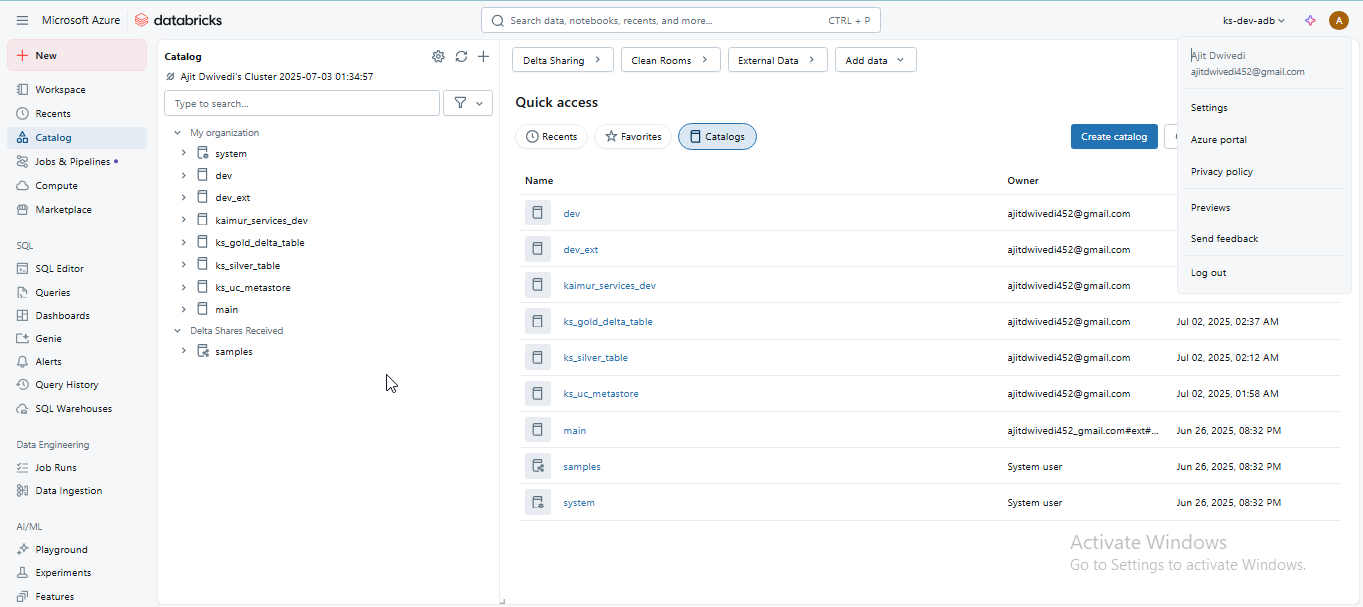 Microsoft Azure databricks
Search data, notebooks, recents, and more... CTRL + P
ks-dev-adb
A
New
Workspace
Recents
Catalog
Jobs & Pipelines
Compute
Marketplace
SQL
SQL Editor
Queries
Dashboards
Genie
Alerts
Query History
SQL Warehouses
Data Engineering
Job Runs
Data Ingestion
AI/ML
Playground
Experiments
Features
Catalog
Ajit Dwivedi's Cluster 2025-07-03 01:34:57
Type to search...
My organization
system
dev
dev_ext
kaimur_services_dev
ks_gold_delta_table
ks_silver_table
ks_uc_metastore
main
Delta Shares Received
samples
Delta Sharing
Clean Rooms
External Data
Add data
Quick access
Recents
Favorites
Catalogs
Create catalog
Name Owner
dev ajitdwivedi452@gmail.com
dev_ext ajitdwivedi452@gmail.com
kaimur_services_dev ajitdwivedi452@gmail.com
ks_gold_delta_table ajitdwivedi452@gmail.com Jul 02, 2025, 02:37 AM
ks_silver_table ajitdwivedi452@gmail.com Jul 02, 2025, 02:12 AM
ks_uc_metastore ajitdwivedi452@gmail.com Jul 02, 2025, 01:58 AM
main ajitdwivedi452_gmail.com#ext#... Jun 26, 2025, 08:32 PM
samples System user Jun 26, 2025, 08:32 PM
system System user Jun 26, 2025, 08:32 PM
Ajit Dwivedi
ajitdwivedi452@gmail.com
Settings
Azure portal
Privacy policy
Previews
Send feedback
Log out
Activate Windows
Go to Settings to activate Windows.